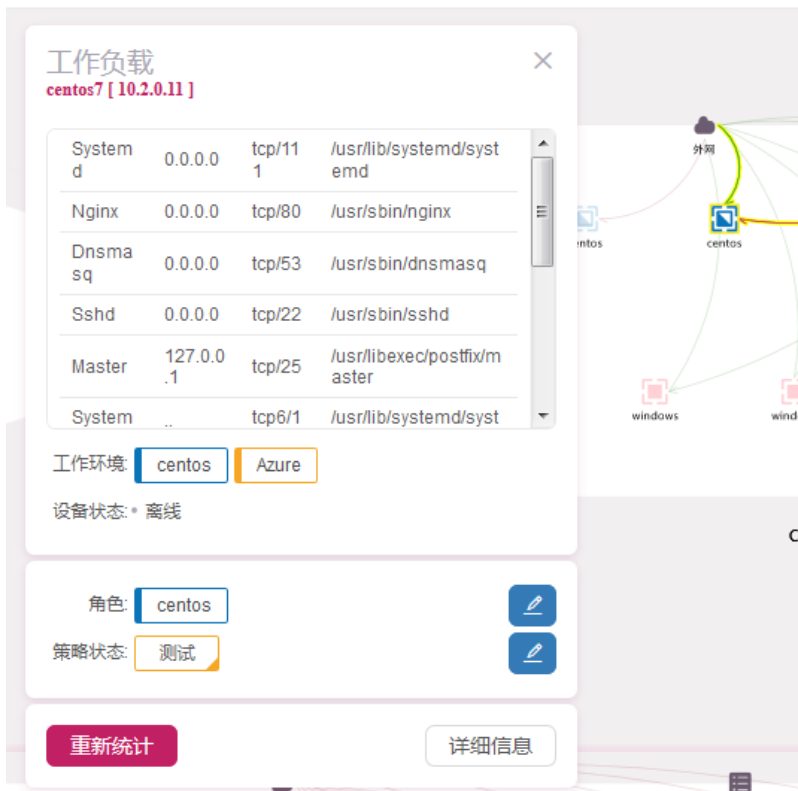 工作负载
centos7 [ 10.2.0.11 ]
System 0.0.0.0 tcp/11 /usr/lib/systemd/syst
d 1 emd
Nginx 0.0.0.0 tcp/80 /usr/sbin/nginx
Dnsma 0.0.0.0 tcp/53 /usr/sbin/dnsmasq
sq
Sshd 0.0.0.0 tcp/22 /usr/sbin/sshd
Master 127.0.0 tcp/25 /usr/libexec/postfix/m
.1 aster
System .. tcp6/1 /usr/lib/systemd/syst
工作环境: centos Azure
设备状态: 离线
角色: centos
策略状态: 测试
重新统计 详细信息
外网
entos
centos
windows
wind
C